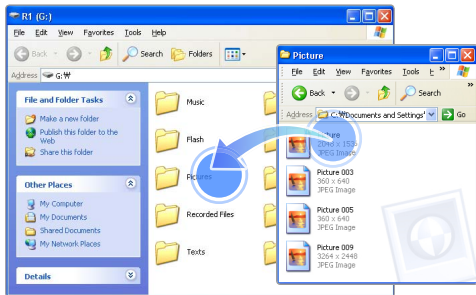 R1 (G:)
File Edit View Favorites Tools Help
Back Search Folders
Address G:₩
File and Folder Tasks
Make a new folder
Publish this folder to the
Web
Share this folder
Other Places
My Computer
My Documents
Shared Documents
My Network Places
Details
Music
Flash
Pictures
Recorded Files
Texts
Picture
File Edit View Favorites Tools »
Back Search »
Address C:₩Documents and Settings' Go
Picture
2048 x 1536
JPEG Image
Picture 003
360 x 640
JPEG Image
Picture 005
360 x 640
JPEG Image
Picture 009
3264 x 2448
JPEG Image